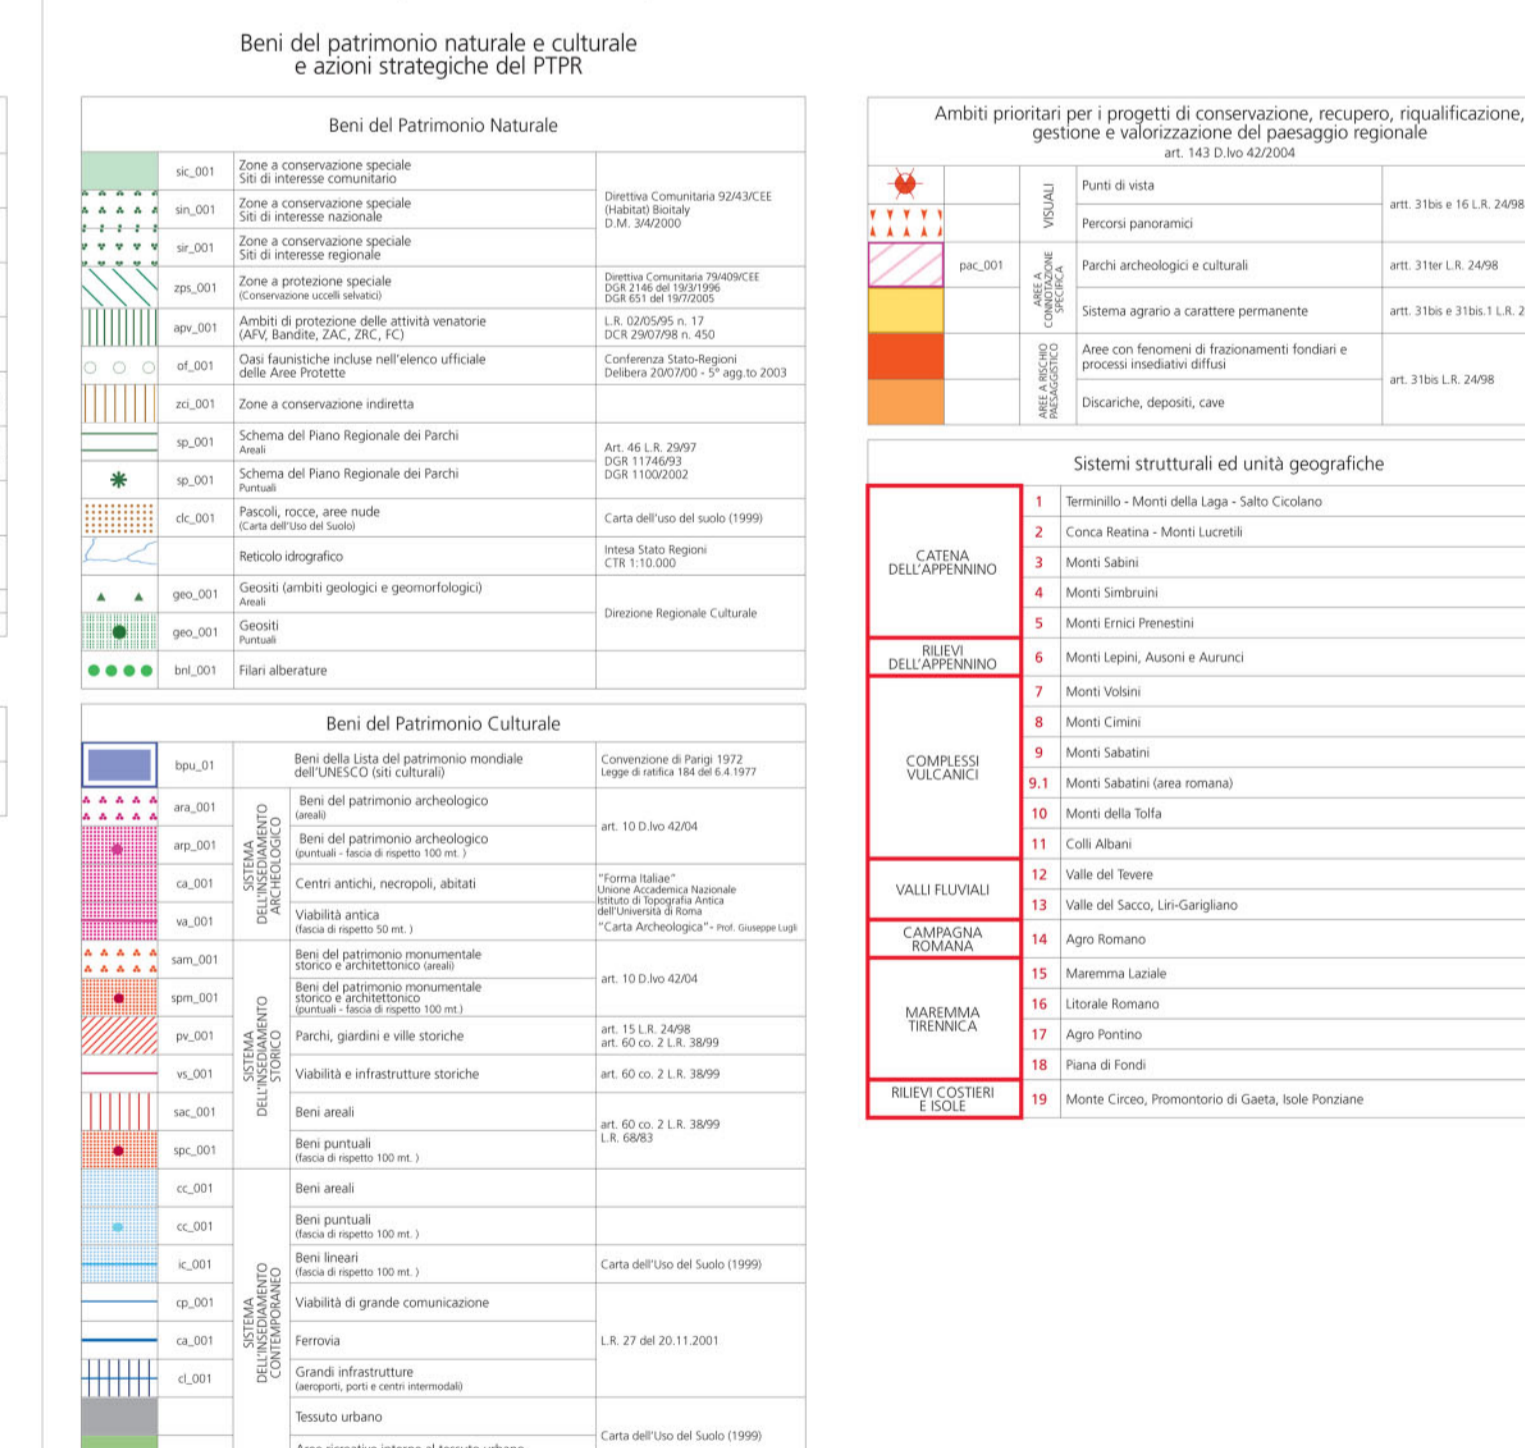 Beni del patrimonio naturale e culturale
e azioni strategiche del PTPR
Beni del Patrimonio Naturale
sic_001
Zone a conservazione speciale
Siti di interesse comunitario
sin_001
Zone a conservazione speciale
Siti di interesse nazionale
sir_001
Zone a conservazione speciale
Siti di interesse regionale
Direttiva Comunitaria 92/43/CEE
(Habitat) Bioitaly
D.M. 3/4/2000
zps_001
Zona a protezione speciale
(Conservazione uccelli selvatici)
Direttiva Comunitaria 79/409/CEE
DGR 2146 del 19/3/1996
DGR 651 del 19/7/2005
apv_001
Ambiti di protezione delle attività venatorie
(AFV, Bandite, ZAC, ZRC, FC)
L.R. 02/05/95 n. 17
DCR 29/07/98 n. 450
of_001
Oasi faunistiche incluse nell'elenco ufficiale
delle Aree Protette
Conferenza Stato-Regioni
Delibera 20/07/00 - 5° agg.to 2003
zci_001
Zone a conservazione indiretta
sp_001
Schema del Piano Regionale dei Parchi
Areali
sp_001
Schema del Piano Regionale dei Parchi
Puntuali
Art. 46 L.R. 29/97
DGR 11746/93
DGR 1100/2002
clc_001
Pascoli, rocce, aree nude
(Carta dell'Uso del Suolo)
Carta dell'uso del suolo (1999)
Reticolo idrografico
Intesa Stato Regioni
CTR 1:10.000
geo_001
Geositi (ambiti geologici e geomorfologici)
Areali
geo_001
Geositi
Puntuali
Direzione Regionale Culturale
bnl_001
Filari alberature
Beni del Patrimonio Culturale
bpu_01
Beni della Lista del patrimonio mondiale
dell'UNESCO (siti culturali)
Convenzione di Parigi 1972
Legge di ratifica 184 del 6.4.1977
SISTEMA
DELL'INSEDIAMENTO
ARCHEOLOGICO
ara_001
Beni del patrimonio archeologico
(areali)
arp_001
Beni del patrimonio archeologico
(puntuali - fascia di rispetto 100 mt. )
art. 10 D.lvo 42/04
ca_001
Centri antichi, necropoli, abitati
va_001
Viabilità antica
(fascia di rispetto 50 mt. )
"Forma Italiae"
Unione Accademica Nazionale
Istituto di Topografia Antica
dell'Università di Roma
"Carta Archeologica"- Prof. Giuseppe Lugli
SISTEMA
DELL'INSEDIAMENTO
STORICO
sam_001
Beni del patrimonio monumentale
storico e architettonico (areali)
spm_001
Beni del patrimonio monumentale
storico e architettonico
(puntuali - fascia di rispetto 100 mt.)
art. 10 D.lvo 42/04
pv_001
Parchi, giardini e ville storiche
art. 15 L.R. 24/98
art. 60 co. 2 L.R. 38/99
vs_001
Viabilità e infrastrutture storiche
art. 60 co. 2 L.R. 38/99
sac_001
Beni areali
spc_001
Beni puntuali
(fascia di rispetto 100 mt. )
art. 60 co. 2 L.R. 38/99
L.R. 68/83
SISTEMA
DELL'INSEDIAMENTO
CONTEMPORANEO
cc_001
Beni areali
cc_001
Beni puntuali
(fascia di rispetto 100 mt. )
ic_001
Beni lineari
(fascia di rispetto 100 mt. )
Carta dell'Uso del Suolo (1999)
cp_001
Viabilità di grande comunicazione
ca_001
Ferrovia
L.R. 27 del 20.11.2001
cl_001
Grandi infrastrutture
(aeroporti, porti e centri intermodali)
Tessuto urbano
Carta dell'Uso del Suolo (1999)
Ambiti prioritari per i progetti di conservazione, recupero, riqualificazione,
gestione e valorizzazione del paesaggio regionale
art. 143 D.lvo 42/2004
VISUALI
Punti di vista
Percorsi panoramici
artt. 31bis e 16 L.R. 24/98
AREE A
CONNOTAZIONE
SPECIFICA
pac_001
Parchi archeologici e culturali
artt. 31ter L.R. 24/98
Sistema agrario a carattere permanente
artt. 31bis e 31bis.1 L.R. 2
AREE A RISCHIO
PAESAGGISTICO
Aree con fenomeni di frazionamenti fondiari e
processi insediativi diffusi
Discariche, depositi, cave
art. 31bis L.R. 24/98
Sistemi strutturali ed unità geografiche
CATENA
DELL'APPENNINO
1 Terminillo - Monti della Laga - Salto Cicolano
2 Conca Reatina - Monti Lucretili
3 Monti Sabini
4 Monti Simbruini
5 Monti Ernici Prenestini
RILIEVI
DELL'APPENNINO
6 Monti Lepini, Ausoni e Aurunci
COMPLESSI
VULCANICI
7 Monti Volsini
8 Monti Cimini
9 Monti Sabatini
9.1 Monti Sabatini (area romana)
10 Monti della Tolfa
11 Colli Albani
VALLI FLUVIALI
12 Valle del Tevere
13 Valle del Sacco, Liri-Garigliano
CAMPAGNA
ROMANA
14 Agro Romano
MAREMMA
TIRRENICA
15 Maremma Laziale
16 Litorale Romano
17 Agro Pontino
18 Piana di Fondi
RILIEVI COSTIERI
E ISOLE
19 Monte Circeo, Promontorio di Gaeta, Isole Ponziane